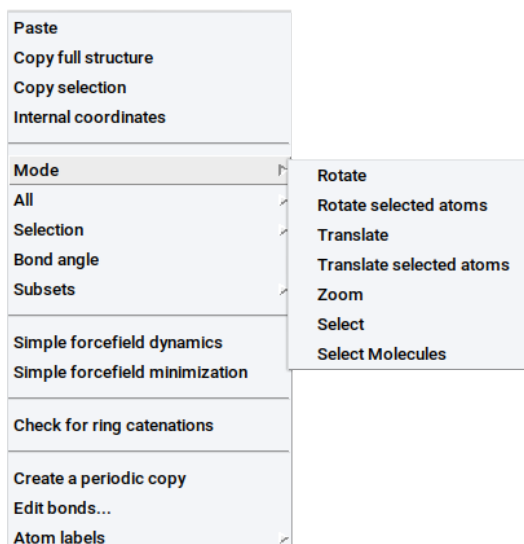 Paste
Copy full structure
Copy selection
Internal coordinates
Mode
All
Selection
Bond angle
Subsets
Simple forcefield dynamics
Simple forcefield minimization
Check for ring catenations
Create a periodic copy
Edit bonds...
Atom labels
Rotate
Rotate selected atoms
Translate
Translate selected atoms
Zoom
Select
Select Molecules